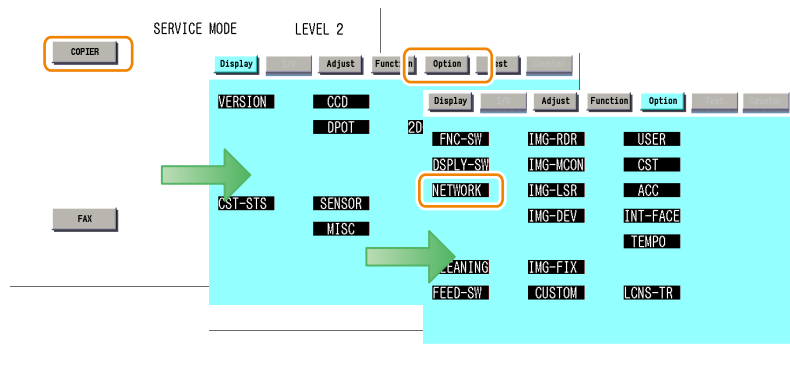 SERVICE MODE LEVEL 2
COPIER
FAX
Display I/O Adjust Function Option Test Counter
VERSION CCD
DPOT 2D
CST-STS SENSOR
MISC
Display I/O Adjust Function Option Test Counter
FNC-SW IMG-RDR USER
DSPLY-SW IMG-MCON CST
NETWORK IMG-LSR ACC
IMG-DEV INT-FACE
TEMPO
CLEANING IMG-FIX
FEED-SW CUSTOM LCNS-TR